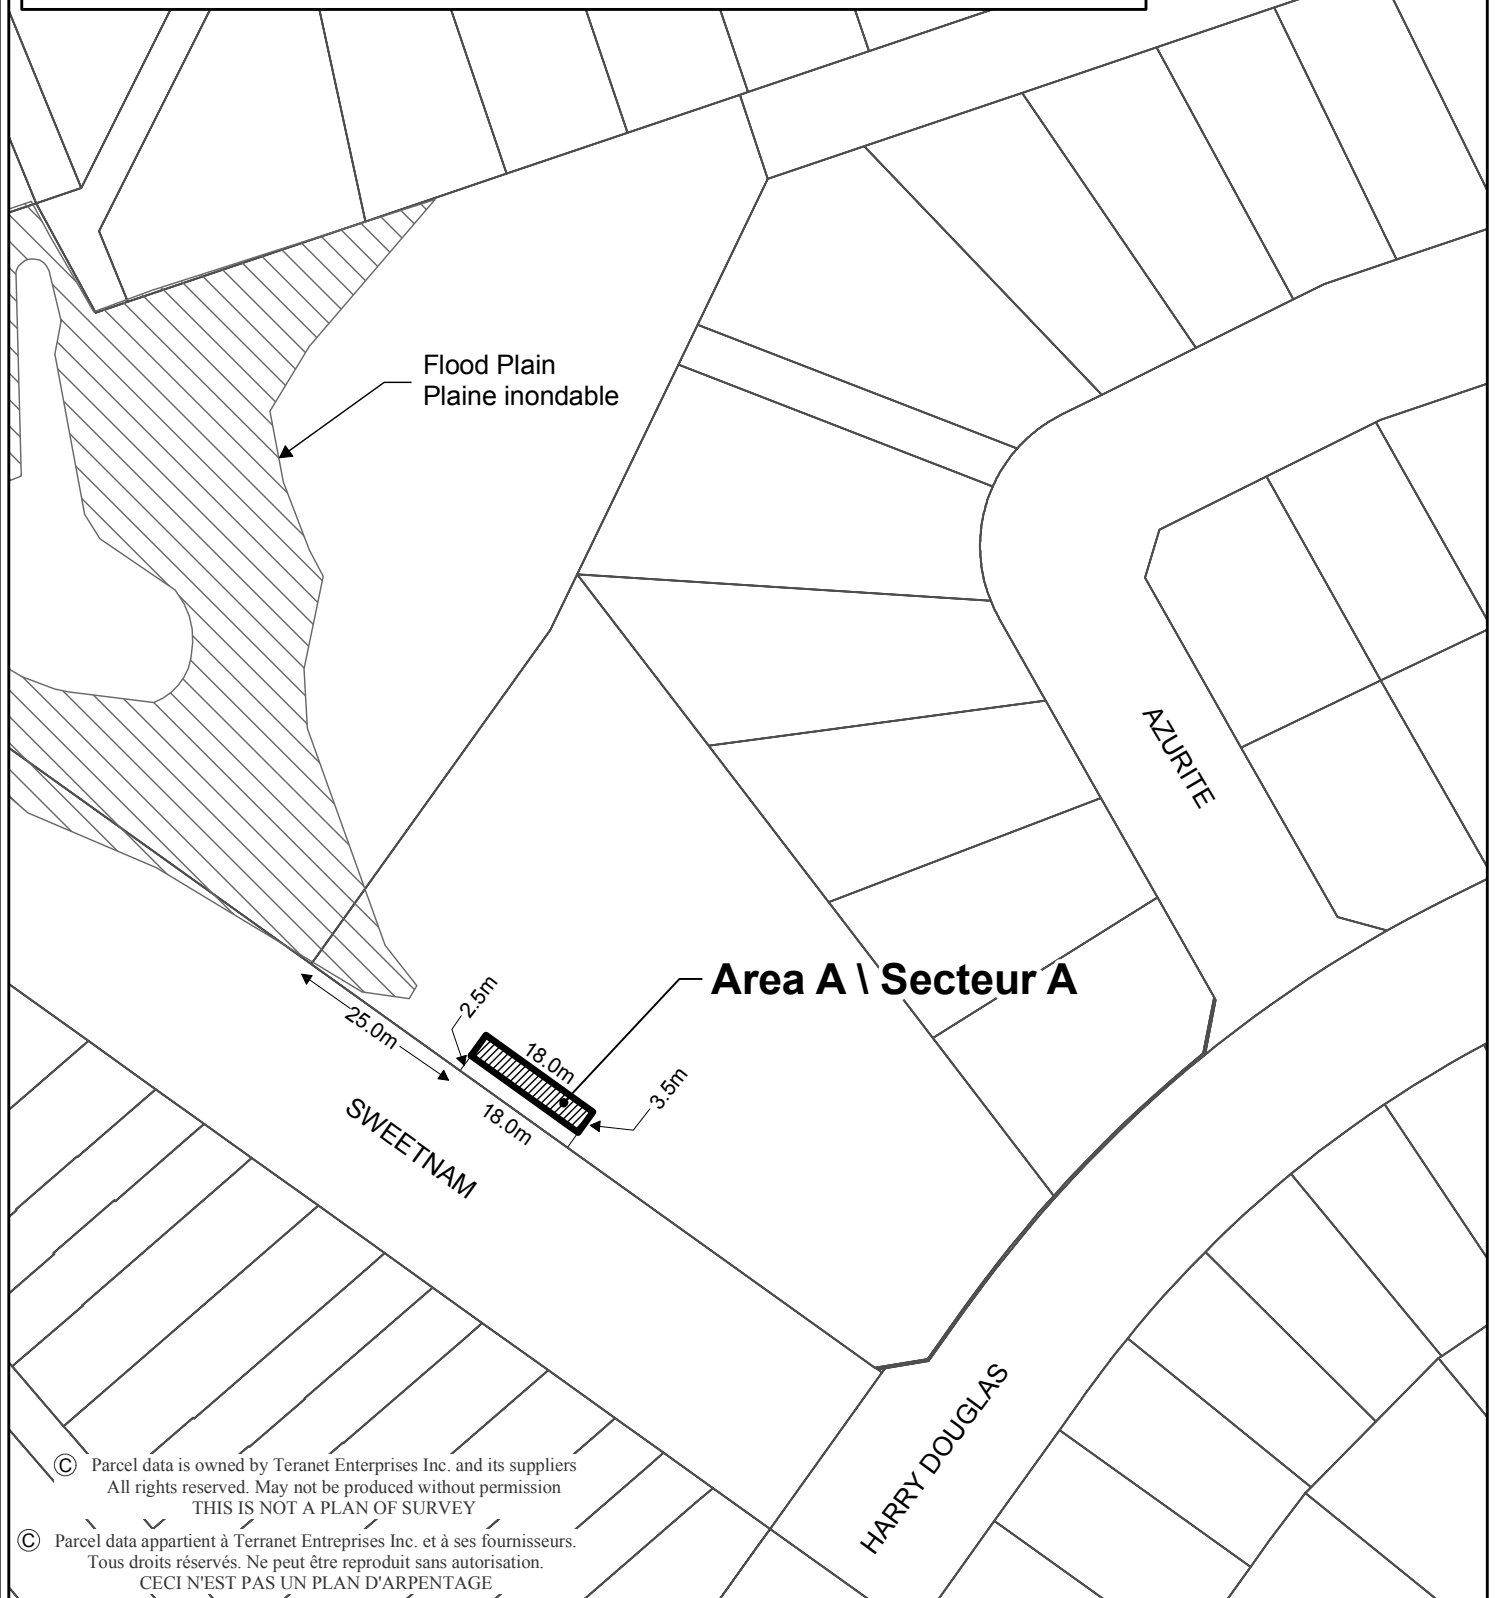 Flood Plain
Plaine inondable
AZURITE
Area A \ Secteur A
2.5m
25.0m
18.0m
3.5m
18.0m
SWEETNAM
HARRY DOUGLAS
© Parcel data is owned by Teranet Enterprises Inc. and its suppliers
All rights reserved. May not be produced without permission
THIS IS NOT A PLAN OF SURVEY
© Parcel data appartient à Terranet Entreprises Inc. et à ses fournisseurs.
Tous droits réservés. Ne peut être reproduit sans autorisation.
CECI N'EST PAS UN PLAN D'ARPENTAGE